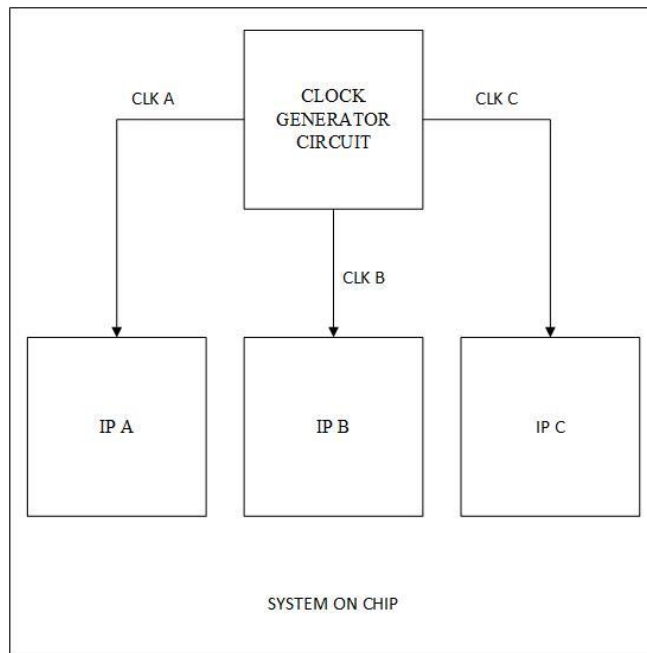 CLOCK
GENERATOR
CIRCUIT
CLK A
CLK C
CLK B
IP A
IP B
IP C
SYSTEM ON CHIP